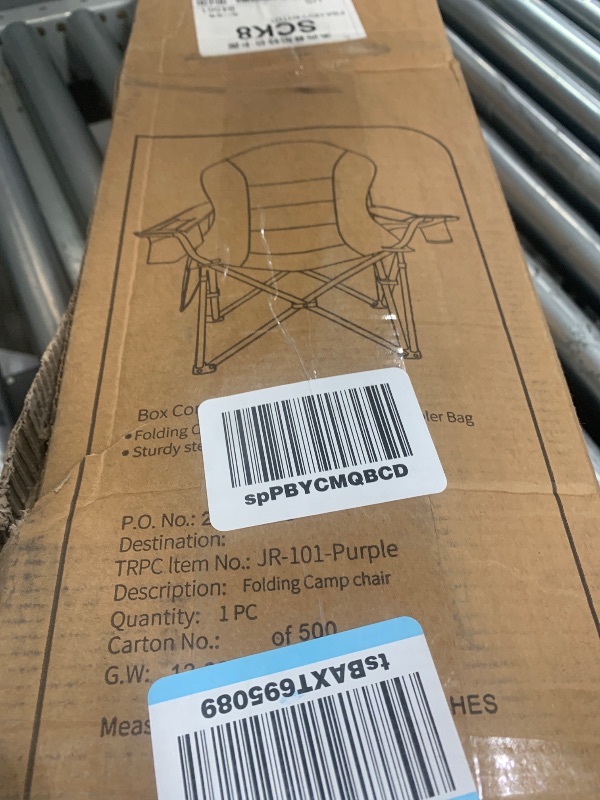 SCK8
Box Co
• Folding C
ler Bag
• Sturdy ste
spPBYCMQBCD
P.O. No.: 2
Destination:
TRPC Item No.: JR-101-Purple
Description: Folding Camp chair
Quantity: 1 PC
Carton No.: of 500
G.W:
tsBAXT695089
Meas
HES